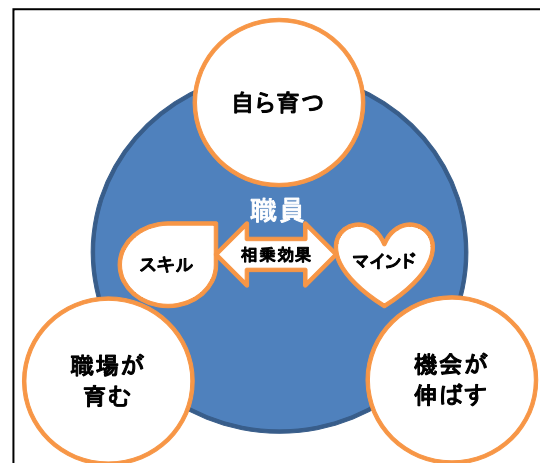 自ら育つ
職員
スキル
相乗効果
マインド
職場が
育む
機会が
伸ばす